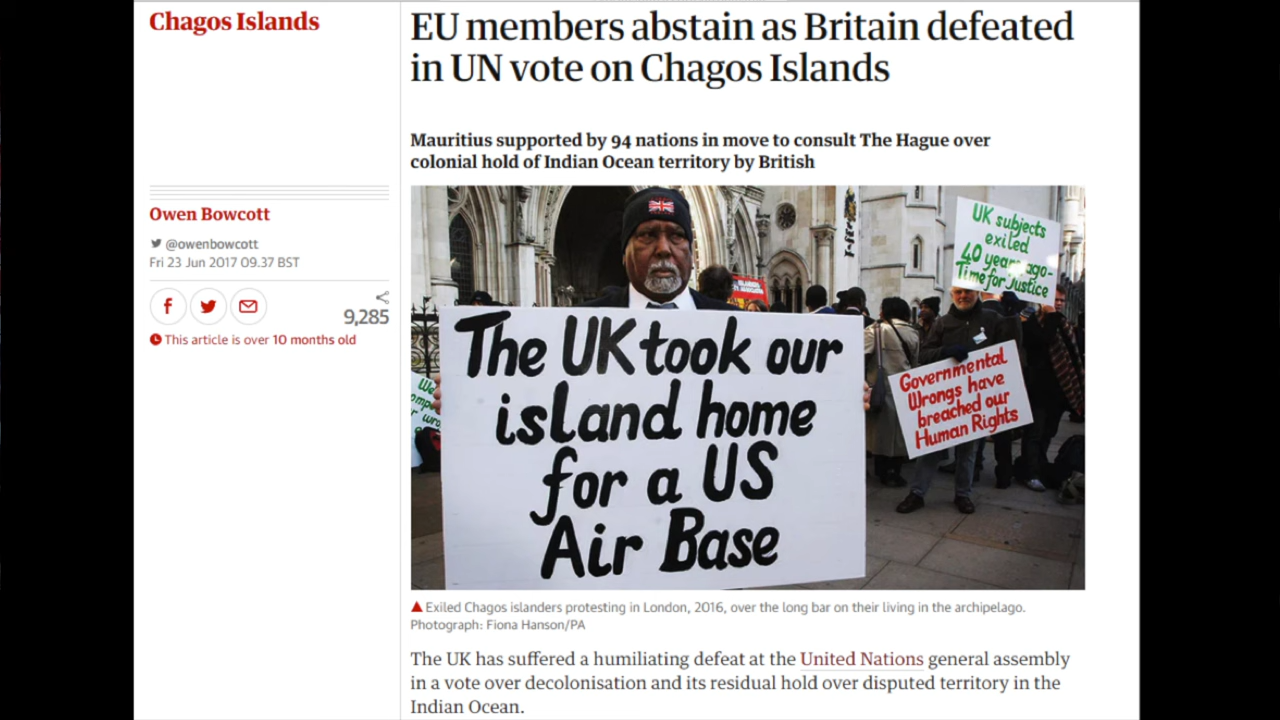 Chagos Islands
EU members abstain as Britain defeated
in UN vote on Chagos Islands
Mauritius supported by 94 nations in move to consult The Hague over
colonial hold of Indian Ocean territory by British
Owen Bowcott
@owenbowcott
Fri 23 Jun 2017 09.37 BST
9,285
This article is over 10 months old
The UK took our
island home
for a US
Air Base
UK subjects
exiled
40 years ago-
Time for Justice
Governmental
Wrongs have
breached our
Human Rights
We
Exiled Chagos islanders protesting in London, 2016, over the long bar on their living in the archipelago.
Photograph: Fiona Hanson/PA
The UK has suffered a humiliating defeat at the United Nations general assembly
in a vote over decolonisation and its residual hold over disputed territory in the
Indian Ocean.